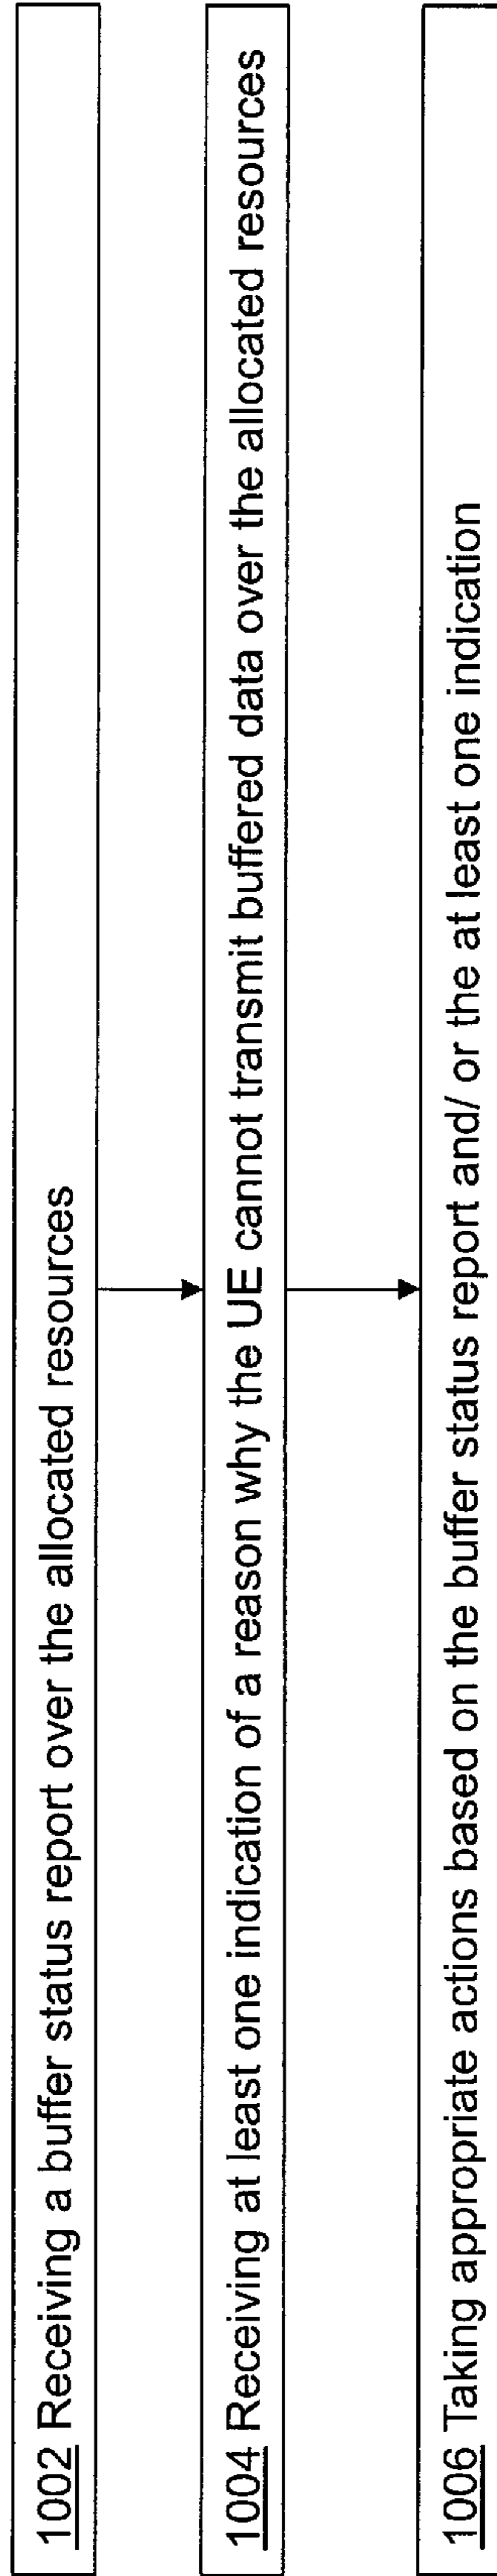 1002 Receiving a buffer status report over the allocated resources
1004 Receiving at least one indication of a reason why the UE cannot transmit buffered data over the allocated resources
1006 Taking appropriate actions based on the buffer status report and/ or the at least one indication